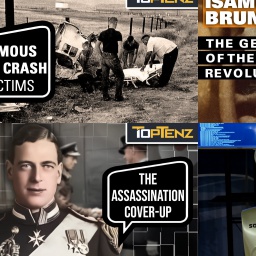 TOPTENZ
MOUS
CRASH
CTIMS
ISAM
BRUN
THE GE
OF THE
REVOLU
TOPTENZ
THE
ASSASSINATION
COVER-UP